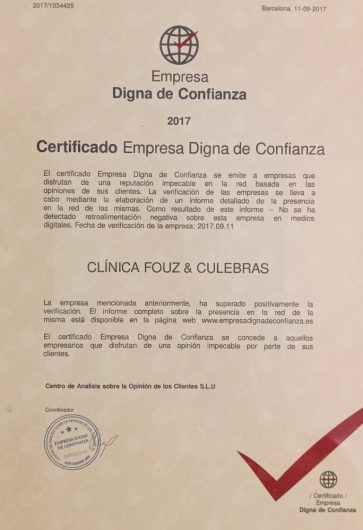 2017/1034425
Barcelona, 11-09-2017
Empresa
Digna de Confianza
2017
Certificado Empresa Digna de Confianza
El certificado Empresa Digna de Confianza se emite a empresas que
disfrutan de una reputación impecable en la red basada en las
opiniones de sus clientes. La verificación de las empresas se lleva a
cabo mediante la elaboración de un informe detallado de la presencia
en la red de las mismas. Como resultado de este informe – No se ha
detectado retroalimentación negativa sobre esta empresa en medios
digitales. Fecha de verificación de la empresa: 2017.09.11
CLÍNICA FOUZ & CULEBRAS
La empresa mencionada anteriormente, ha superado positivamente la
verificación. El informe completo sobre la presencia en la red de la
misma está disponible en la página web www.empresadignadeconfianza.es
El certificado Empresa Digna de Confianza se concede a aquellos
empresarios que disfrutan de una opinión impecable por parte de sus
clientes.
Centro de Analisis sobre la Opinión de los Clientes S.L.U
Coordinador
EMPRESA DIGNA
DE CONFIANZA
/ Certificado /
Empresa
Digna de Confianza